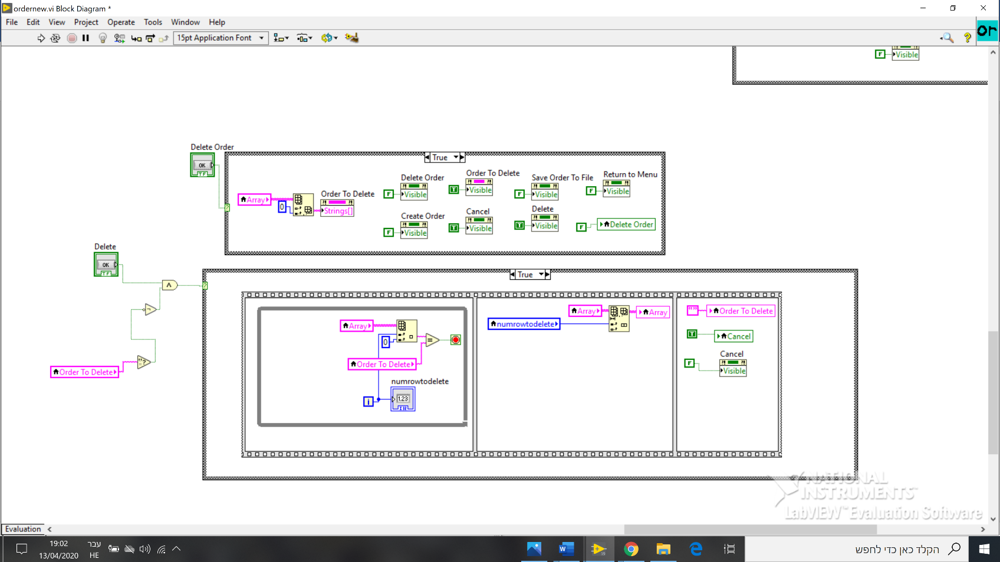 ordernew.vi Block Diagram *
File Edit View Project Operate Tools Window Help
15pt Application Font
or
F Visible
Delete Order
OK
TF
True
Array
0
Order To Delete
Strings[]
Delete Order
F Visible
Order To Delete
T Visible
Save Order To File
F Visible
Return to Menu
F Visible
Create Order
F Visible
Cancel
T Visible
Delete
T Visible
F Delete Order
Delete
OK
TF
Order To Delete
True
Array
0
Order To Delete
numrowtodelete
i
1.23
I32
Array
Array
numrowtodelete
Order To Delete
T Cancel
Cancel
F Visible
NATIONAL
INSTRUMENTS™
LabVIEW™ Evaluation Software
Evaluation
19:02
13/04/2020
עבר
HE
הקלד כאן כדי לחפש